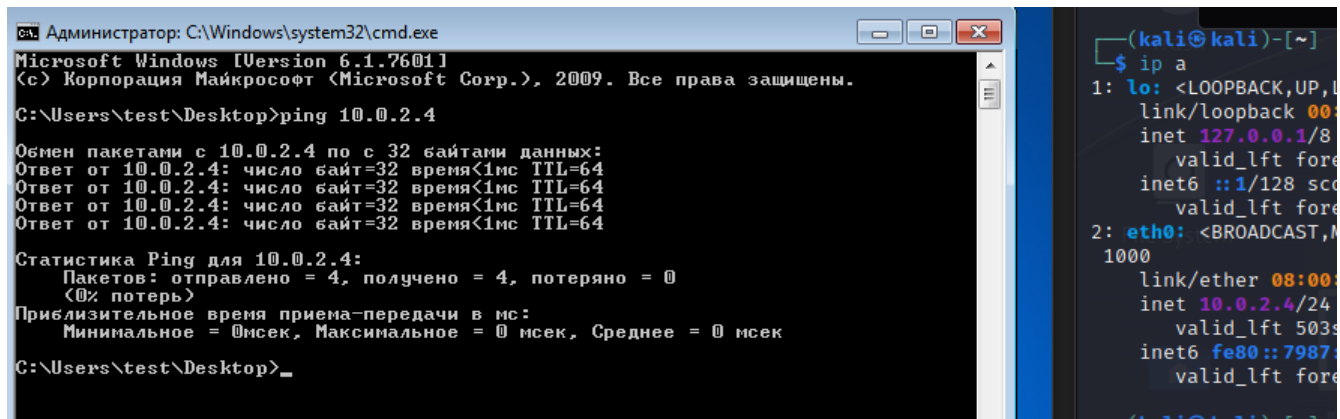 Администратор: C:\Windows\system32\cmd.exe
Microsoft Windows [Version 6.1.7601]
(c) Корпорация Майкрософт (Microsoft Corp.), 2009. Все права защищены.
C:\Users\test\Desktop>ping 10.0.2.4
Обмен пакетами с 10.0.2.4 по с 32 байтами данных:
Ответ от 10.0.2.4: число байт=32 время<1мс TTL=64
Ответ от 10.0.2.4: число байт=32 время<1мс TTL=64
Ответ от 10.0.2.4: число байт=32 время<1мс TTL=64
Ответ от 10.0.2.4: число байт=32 время<1мс TTL=64
Статистика Ping для 10.0.2.4:
Пакетов: отправлено = 4, получено = 4, потеряно = 0
(0% потерь)
Приблизительное время приема-передачи в мс:
Минимальное = 0мсек, Максимальное = 0 мсек, Среднее = 0 мсек
C:\Users\test\Desktop>_
(kali㉿kali)-[~]
$ ip a
1: lo: <LOOPBACK,UP,
link/loopback 00:
inet 127.0.0.1/8
valid_lft fore
inet6 ::1/128 sco
valid_lft fore
2: eth0: <BROADCAST,
1000
link/ether 08:00:
inet 10.0.2.4/24
valid_lft 503s
inet6 fe80::7987:
valid_lft fore